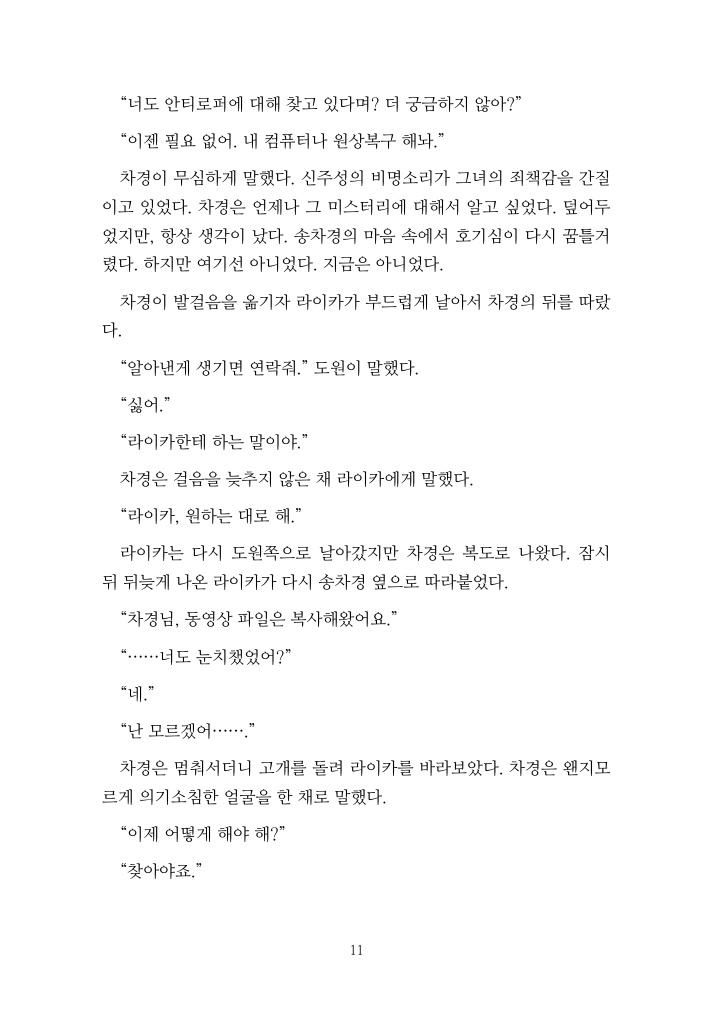 “너도 안티로퍼에 대해 찾고 있다며? 더 궁금하지 않아?”
“이젠 필요 없어. 내 컴퓨터나 원상복구 해놔.”
차경이 무심하게 말했다. 신주성의 비명소리가 그녀의 죄책감을 간질
이고 있었다. 차경은 언제나 그 미스터리에 대해서 알고 싶었다. 덮어두
었지만, 항상 생각이 났다. 송차경의 마음 속에서 호기심이 다시 꿈틀거
렸다. 하지만 여기선 아니었다. 지금은 아니었다.
차경이 발걸음을 옮기자 라이카가 부드럽게 날아서 차경의 뒤를 따랐
다.
“알아낸게 생기면 연락줘.” 도원이 말했다.
“싫어.”
“라이카한테 하는 말이야.”
차경은 걸음을 늦추지 않은 채 라이카에게 말했다.
“라이카, 원하는 대로 해.”
라이카는 다시 도원쪽으로 날아갔지만 차경은 복도로 나왔다. 잠시
뒤 뒤늦게 나온 라이카가 다시 송차경 옆으로 따라붙었다.
“차경님, 동영상 파일은 복사해왔어요.”
“……너도 눈치챘었어?”
“네.”
“난 모르겠어…….”
차경은 멈춰서더니 고개를 돌려 라이카를 바라보았다. 차경은 왠지모
르게 의기소침한 얼굴을 한 채로 말했다.
“이제 어떻게 해야 해?”
“찾아야죠.”
11